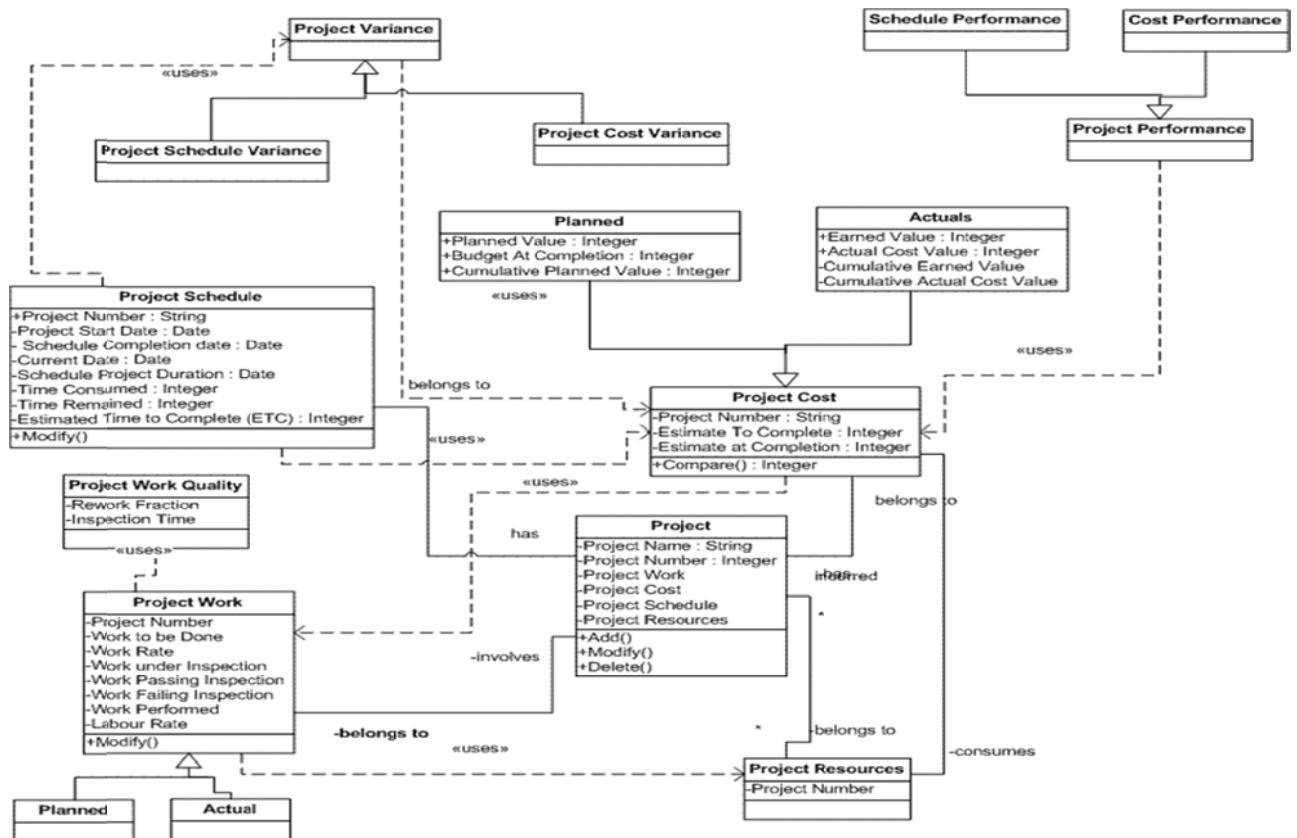 Project Variance
Schedule Performance
Cost Performance
«uses»
Project Schedule Variance
Project Cost Variance
Project Performance
Planned
+Planned Value : Integer
+Budget At Completion : Integer
+Cumulative Planned Value : Integer
Actuals
+Earned Value : Integer
+Actual Cost Value : Integer
-Cumulative Earned Value
-Cumulative Actual Cost Value
«uses»
«uses»
Project Schedule
+Project Number : String
-Project Start Date : Date
- Schedule Completion date : Date
-Current Date : Date
-Schedule Project Duration : Date
-Time Consumed : Integer
-Time Remained : Integer
-Estimated Time to Complete (ETC) : Integer
+Modify()
belongs to
«uses»
Project Cost
-Project Number : String
-Estimate To Complete : Integer
-Estimate at Completion : Integer
+Compare() : Integer
Project Work Quality
-Rework Fraction
-Inspection Time
«uses»
«uses»
belongs to
has
Project
-Project Name : String
-Project Number : Integer
-Project Work
-Project Cost
-Project Schedule
-Project Resources
+Add()
+Modify()
+Delete()
-has
incurred
*
Project Work
-Project Number
-Work to be Done
-Work Rate
-Work under Inspection
-Work Passing Inspection
-Work Failing Inspection
-Work Performed
-Labour Rate
+Modify()
-involves
-belongs to
«uses»
*
-belongs to
-consumes
Project Resources
-Project Number
Planned
Actual